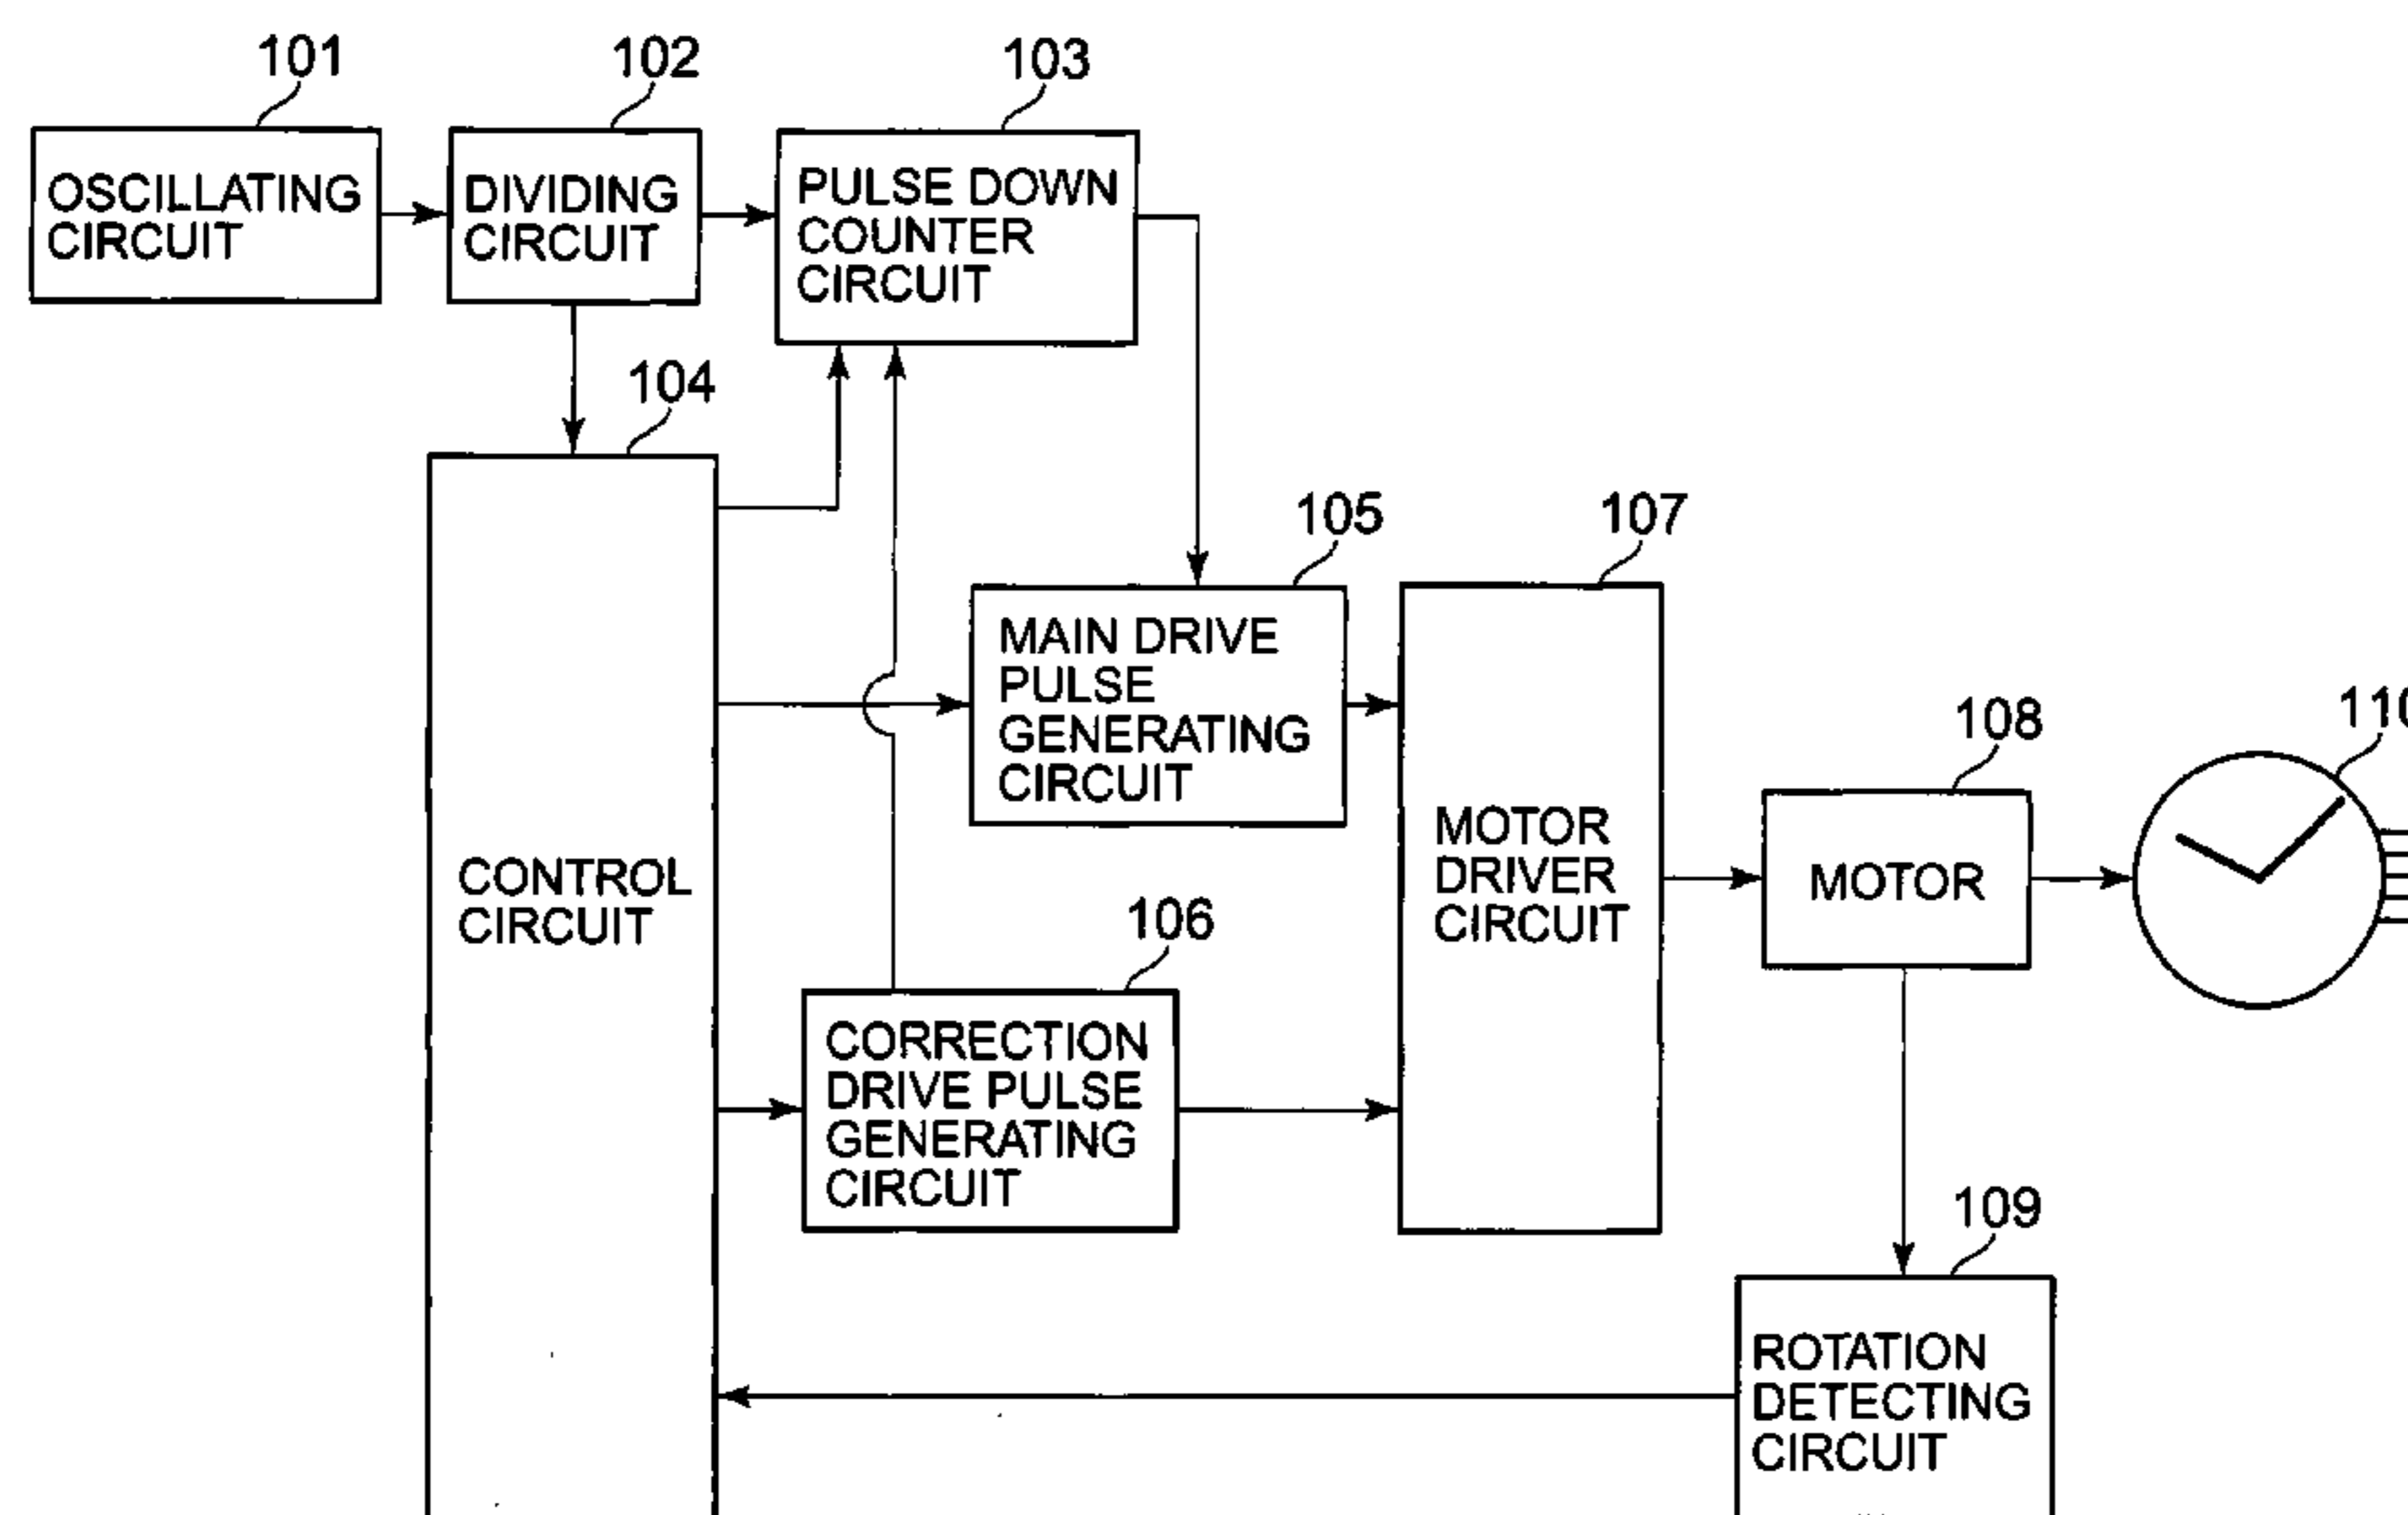 101
OSCILLATING
CIRCUIT
102
DIVIDING
CIRCUIT
103
PULSE DOWN
COUNTER
CIRCUIT
104
CONTROL
CIRCUIT
105
MAIN DRIVE
PULSE
GENERATING
CIRCUIT
106
CORRECTION
DRIVE PULSE
GENERATING
CIRCUIT
107
MOTOR
DRIVER
CIRCUIT
108
MOTOR
110
109
ROTATION
DETECTING
CIRCUIT